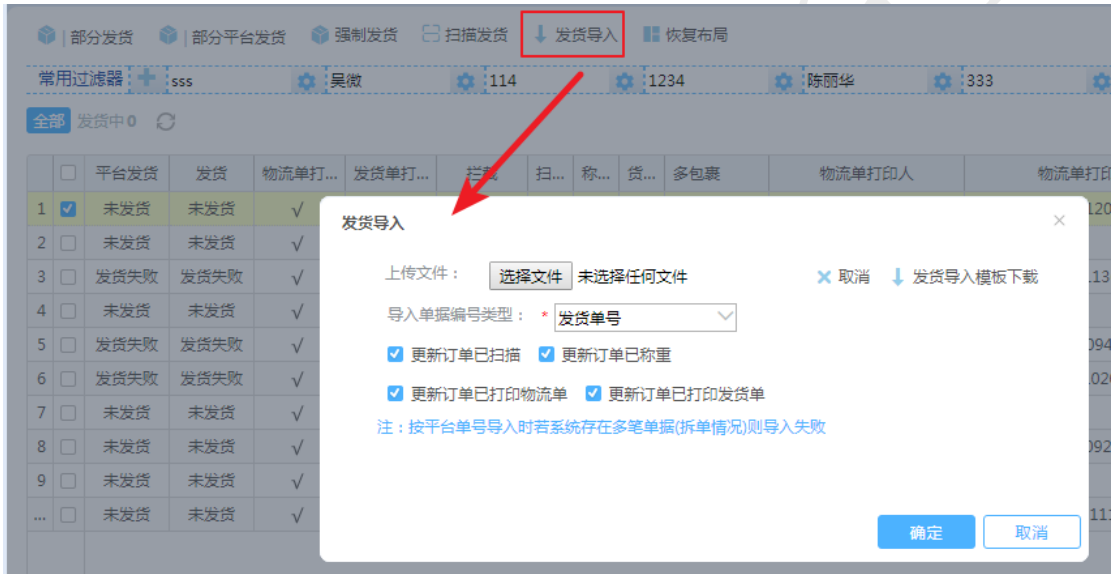 |部分发货 |部分平台发货 强制发货 扫描发货 发货导入 恢复布局
常用过滤器 sss 吴微 114 1234 陈丽华 333
全部 发货中 0
平台发货 发货 物流单打... 发货单打... 拦截 扫... 称... 货... 多包裹 物流单打印人 物流单打印
1 未发货 未发货 √ 120
2 未发货 未发货 √
3 发货失败 发货失败 √ .13
4 未发货 未发货 √
5 发货失败 发货失败 √ 094
6 发货失败 发货失败 √ 020
7 未发货 未发货 √
8 未发货 未发货 √ 092
9 未发货 未发货 √
... 未发货 未发货 √ 111
发货导入 ×
上传文件： 选择文件 未选择任何文件 取消 发货导入模板下载
导入单据编号类型： * 发货单号
更新订单已扫描 更新订单已称重
更新订单已打印物流单 更新订单已打印发货单
注：按平台单号导入时若系统存在多笔单据(拆单情况)则导入失败
确定 取消